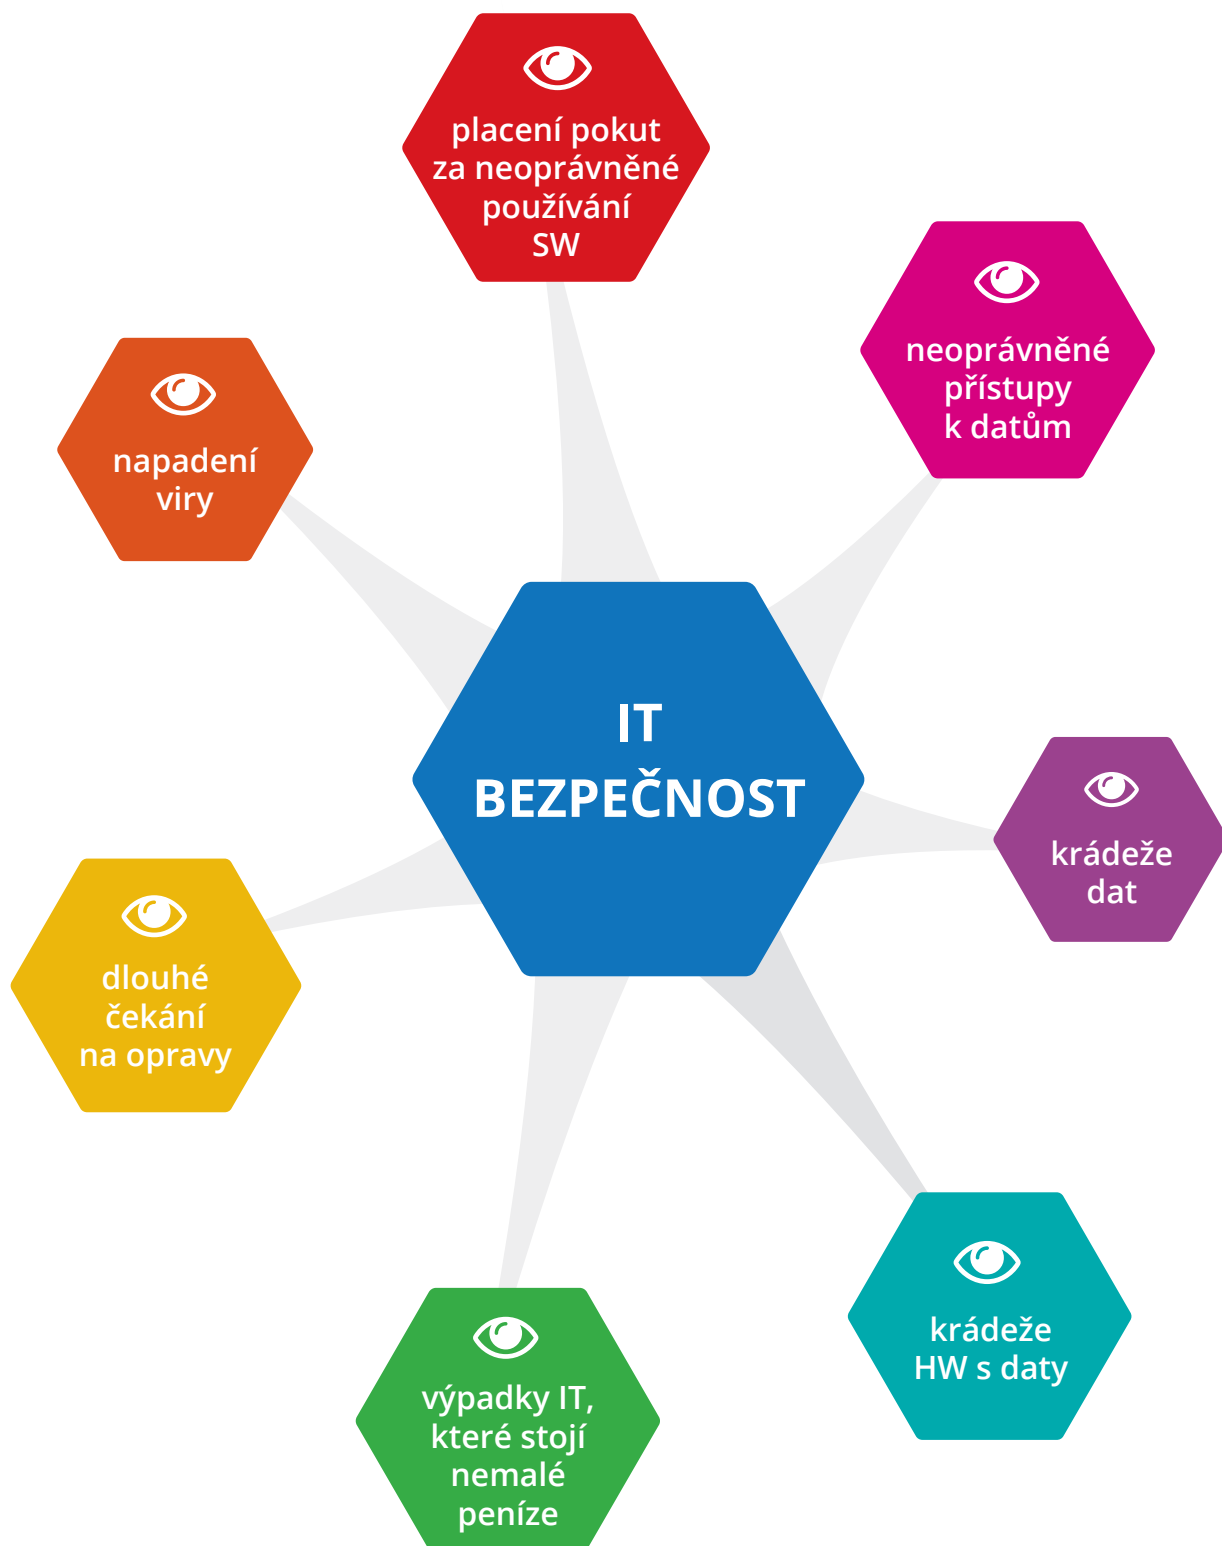 placení pokut
za neoprávněné
používání
SW
neoprávněné
přístupy
k datům
napadení
viry
IT
BEZPEČNOST
krádeže
dat
dlouhé
čekání
na opravy
krádeže
HW s daty
výpadky IT,
které stojí
nemalé
peníze